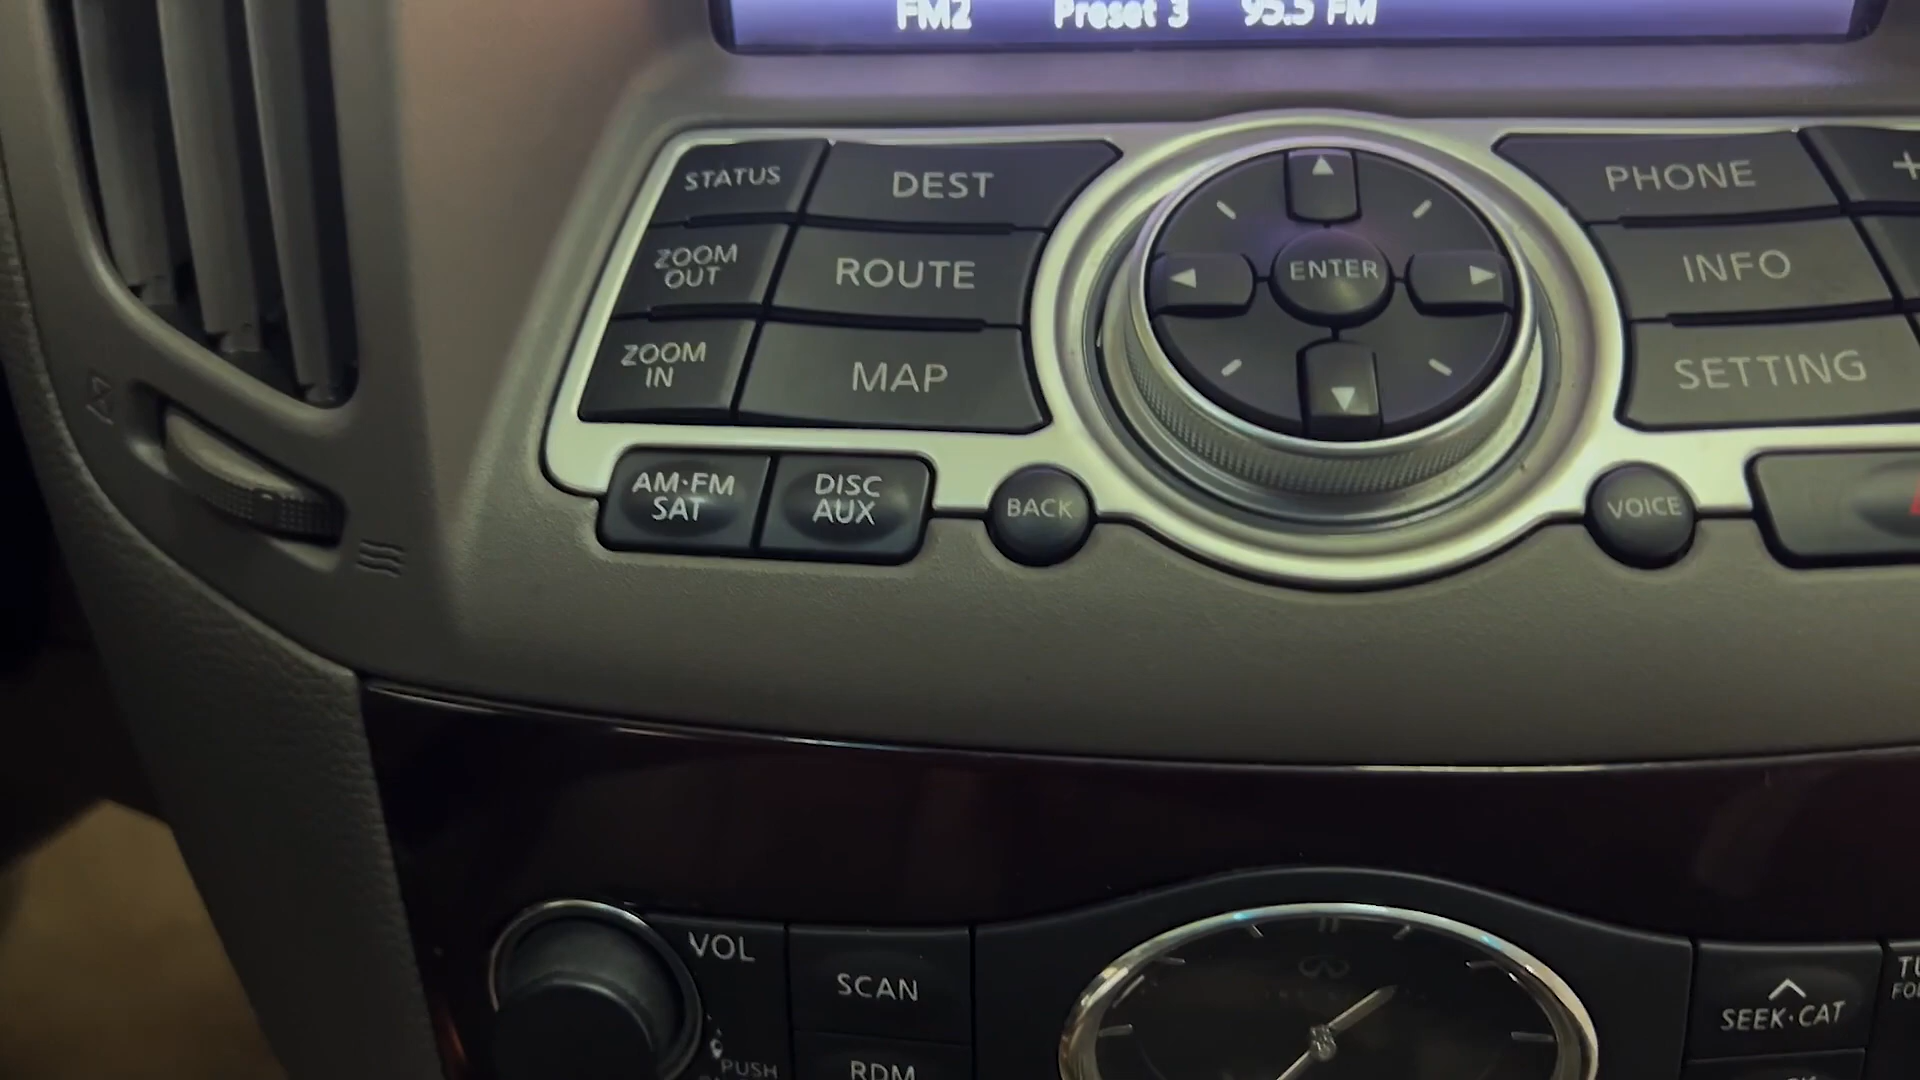 FM2 Preset 3 95.5 FM
STATUS
DEST
PHONE
+
ZOOM
OUT
ROUTE
ENTER
INFO
ZOOM
IN
MAP
SETTING
AM·FM
SAT
DISC
AUX
BACK
VOICE
VOL
SCAN
SEEK·CAT
PUSH
RDM